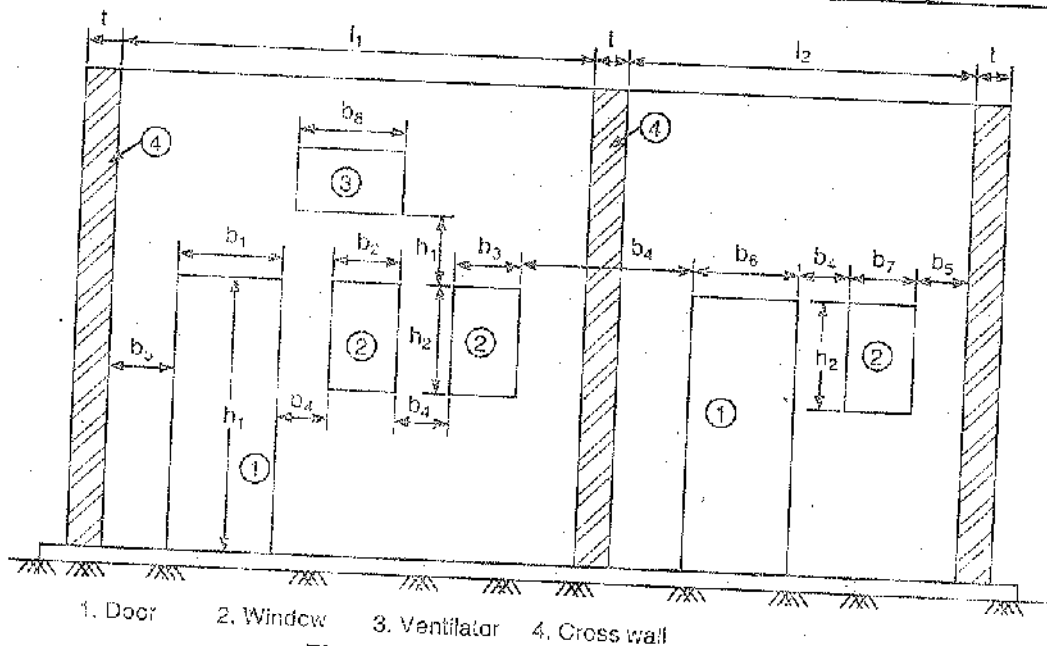 t l₁ t l₂ t
b₈
④ ④
③
b₁ b₂ h₁ b₃ b₄ b₆ b₄ b₇ b₅
② h₂ ② h₂ ②
b₅
h₁ b₄ b₄ ①
①
1. Door 2. Window 3. Ventilator 4. Cross wall